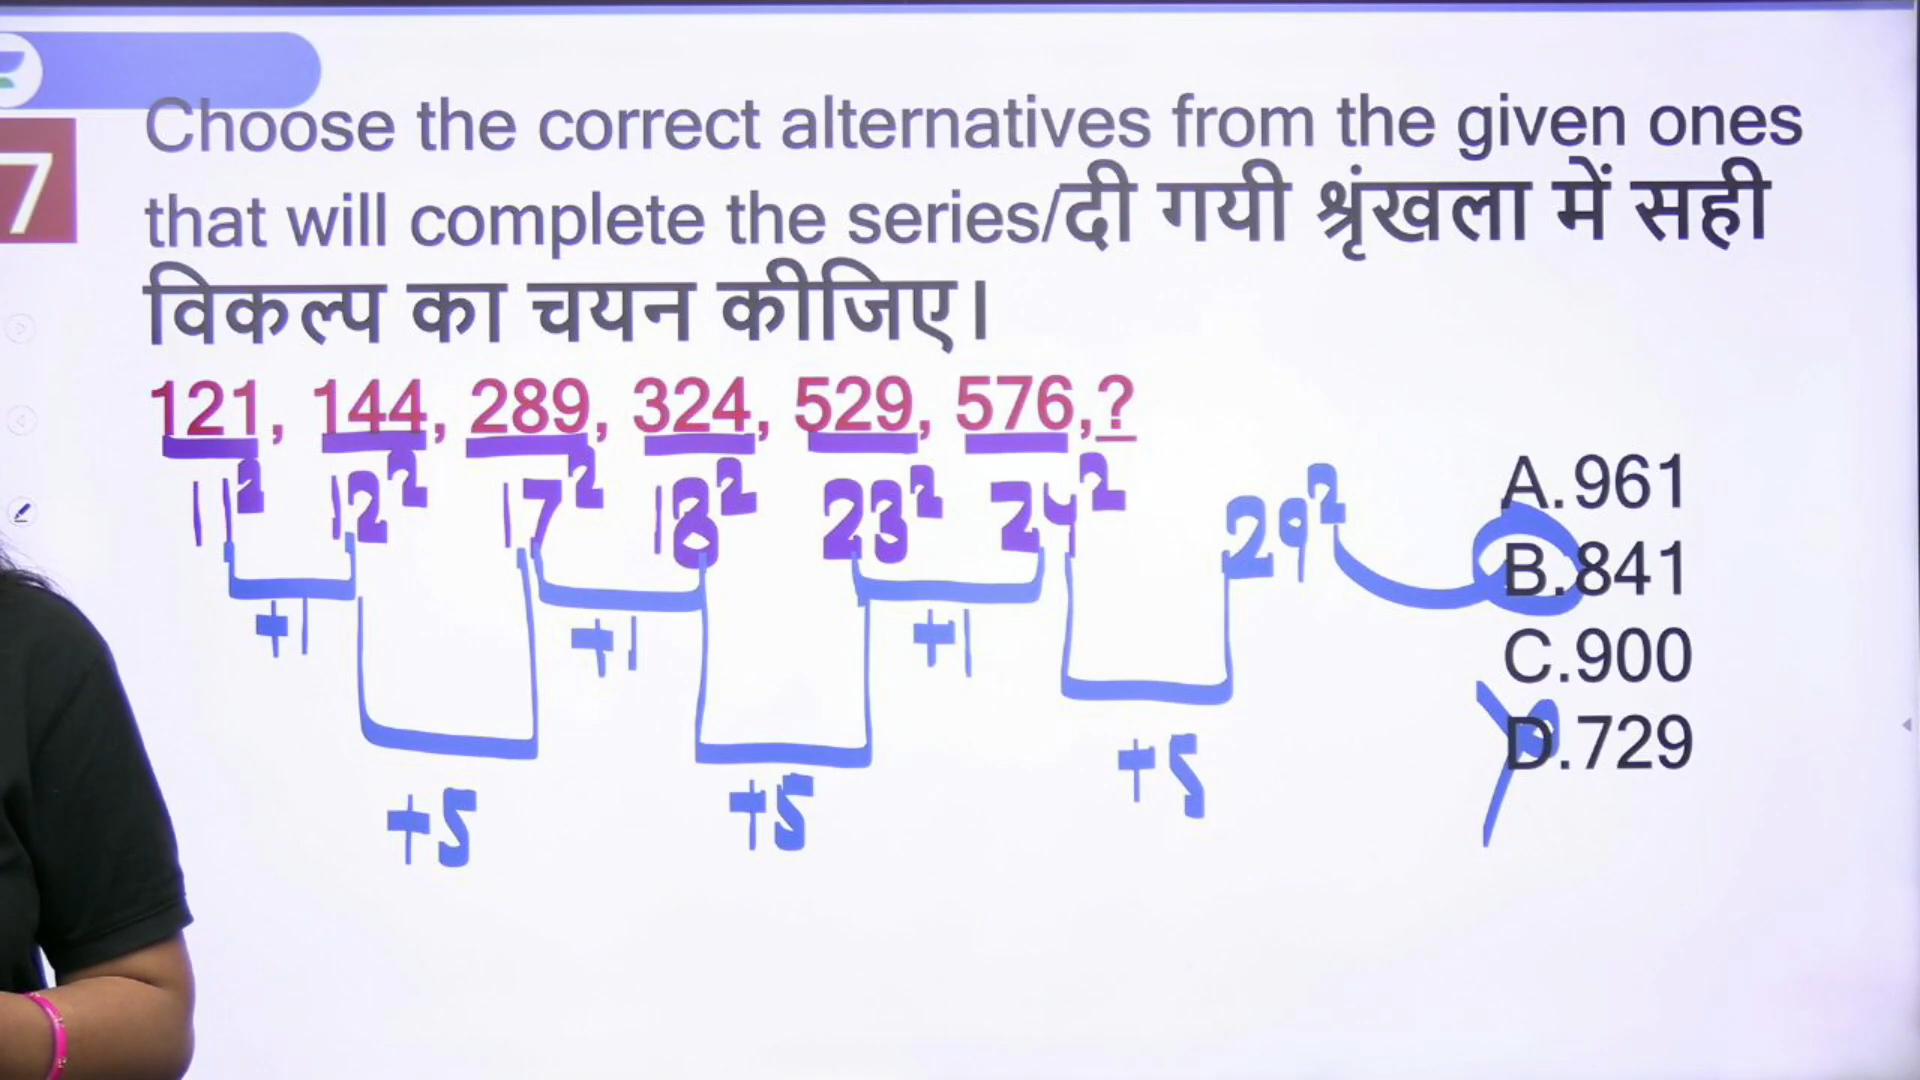 7
Choose the correct alternatives from the given ones
that will complete the series/दी गयी श्रृंखला में सही
विकल्प का चयन कीजिए।
121, 144, 289, 324, 529, 576,?
11² 12² 17² 18² 23² 24² 29²
+1 +1 +1
+5 +5 +5
A.961
B.841
C.900
D.729